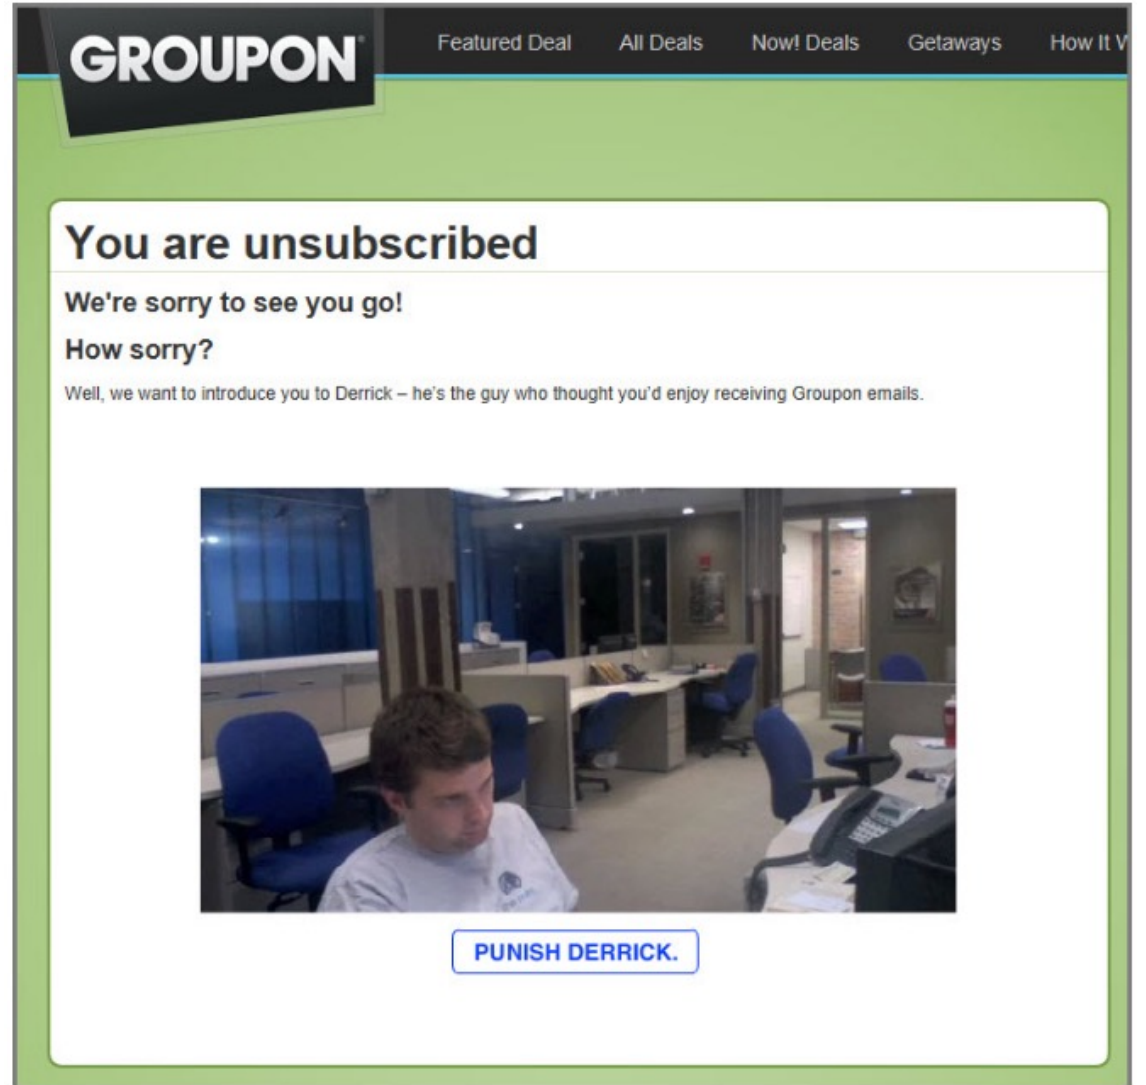 GROUPON
Featured Deal All Deals Now! Deals Getaways How It
You are unsubscribed
We're sorry to see you go!
How sorry?
Well, we want to introduce you to Derrick – he's the guy who thought you'd enjoy receiving Groupon emails.
PUNISH DERRICK.